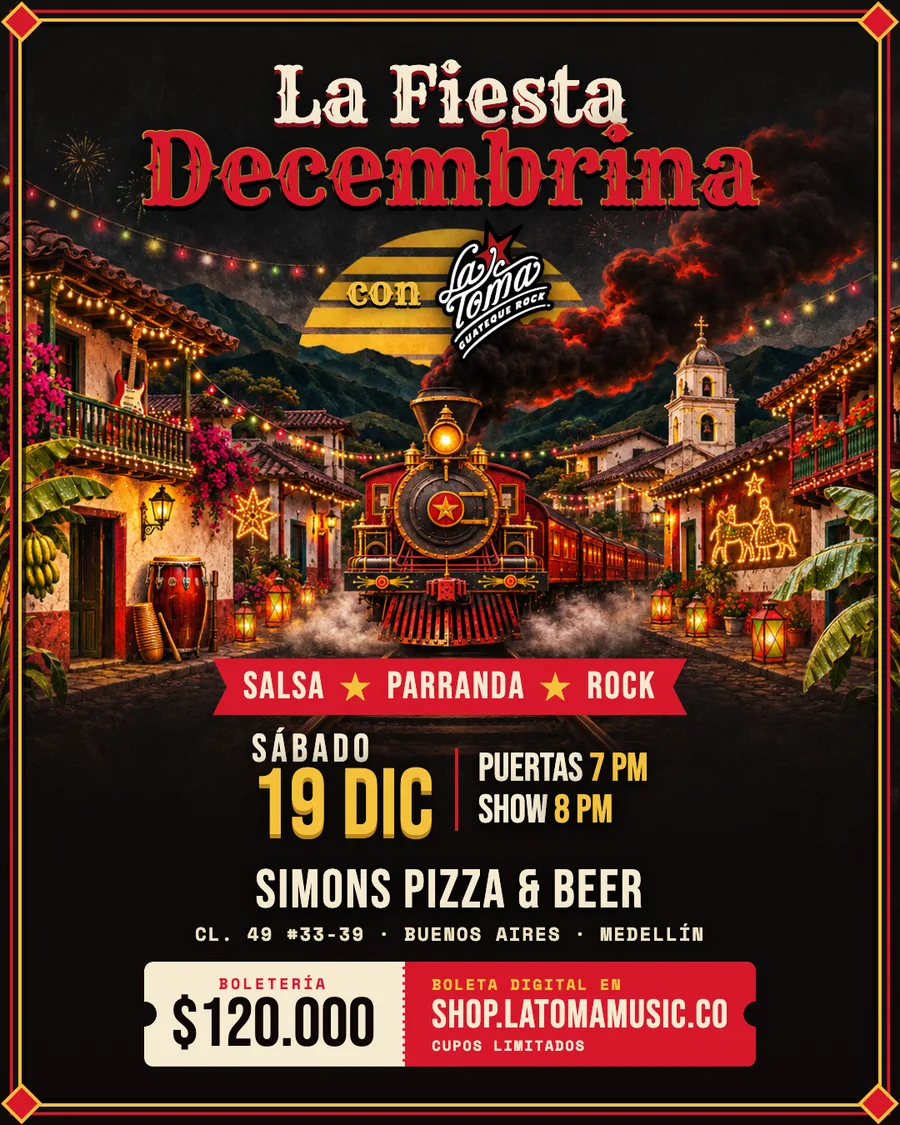 La Fiesta
Decembrina
con La Toma
GUATEQUE ROCK.
SALSA ★ PARRANDA ★ ROCK
SÁBADO
19 DIC
PUERTAS 7 PM
SHOW 8 PM
SIMONS PIZZA & BEER
CL. 49 #33-39 · BUENOS AIRES · MEDELLÍN
BOLETERÍA
$120.000
BOLETA DIGITAL EN
SHOP.LATOMAMUSIC.CO
CUPOS LIMITADOS